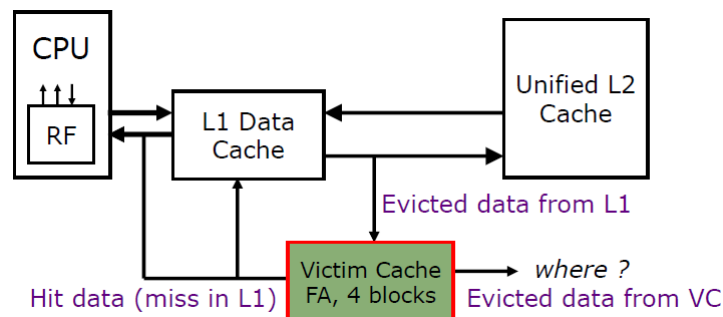 CPU
RF
L1 Data
Cache
Unified L2
Cache
Evicted data from L1
Victim Cache
FA, 4 blocks
where ?
Hit data (miss in L1)
Evicted data from VC